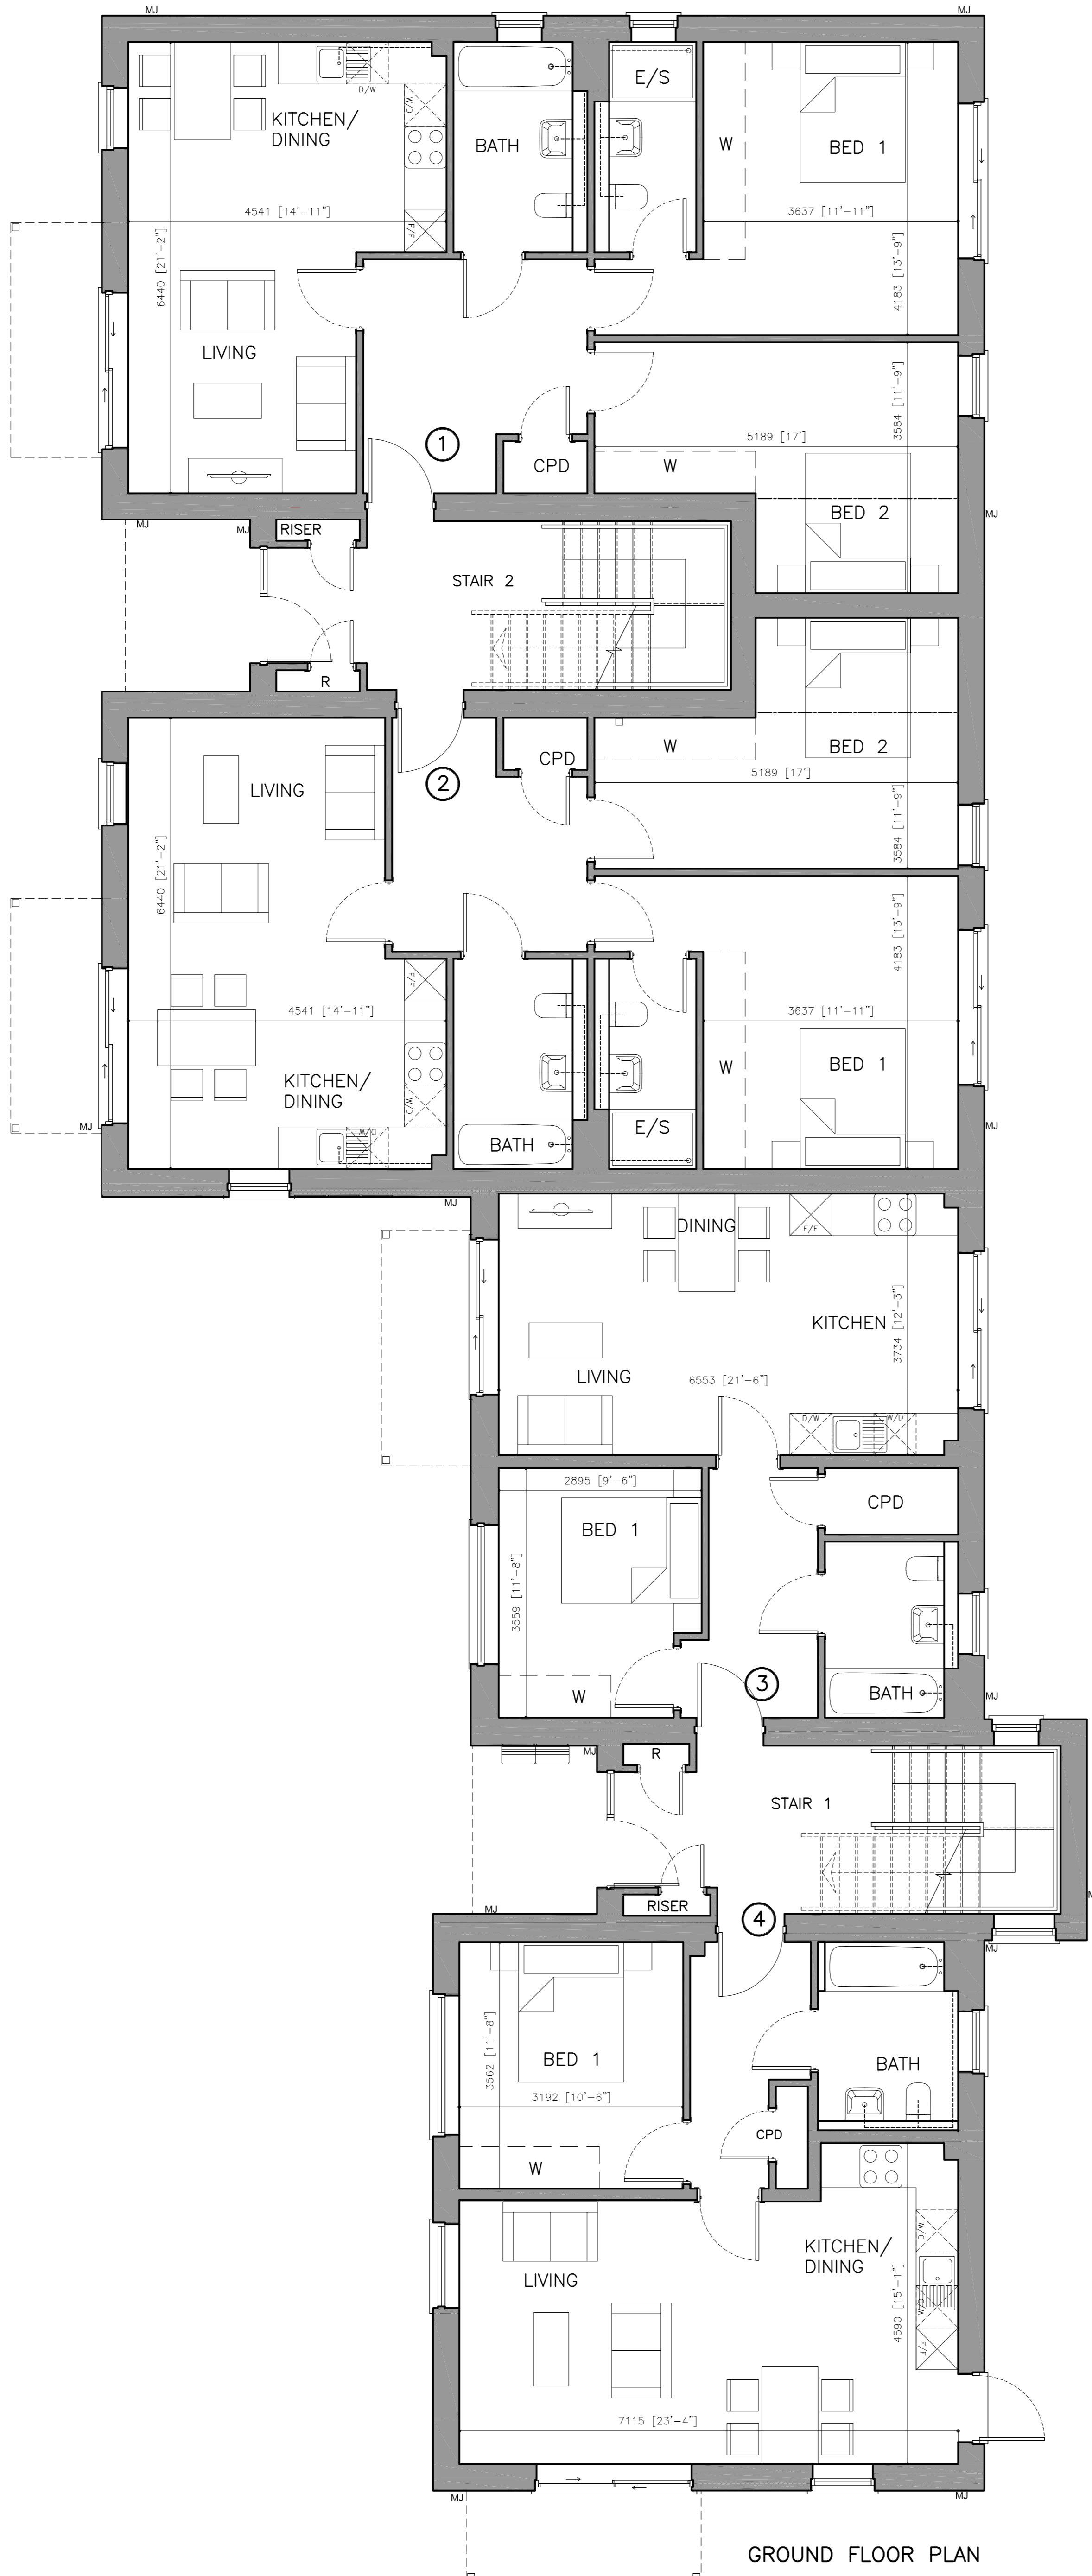 MJ
MJ
D/W
W/D
KITCHEN/
DINING
BATH
E/S
W
BED 1
4541 [14'-11"]
3637 [11'-11"]
F/F
6440 [21'-2"]
4183 [13'-9"]
LIVING
3584 [11'-9"]
1
5189 [17']
CPD
W
BED 2
MJ
MJ
MJ
RISER
STAIR 2
R
W
BED 2
CPD
LIVING
2
5189 [17']
3584 [11'-9"]
6440 [21'-2"]
4183 [13'-9"]
F/F
4541 [14'-11"]
3637 [11'-11"]
W
BED 1
KITCHEN/
DINING
W/D
D/W
BATH
E/S
MJ
MJ
MJ
DINING
F/F
KITCHEN
3734 [12'-3"]
LIVING
6553 [21'-6"]
D/W
W/D
2895 [9'-6"]
CPD
BED 1
3559 [11'-8"]
W
3
BATH
MJ
MJ
R
STAIR 1
RISER
4
MJ
MJ
BED 1
3562 [11'-8"]
3192 [10'-6"]
BATH
CPD
W
D/W
KITCHEN/
DINING
LIVING
W/D
F/F
4590 [15'-1"]
7115 [23'-4"]
MJ
MJ
GROUND FLOOR PLAN